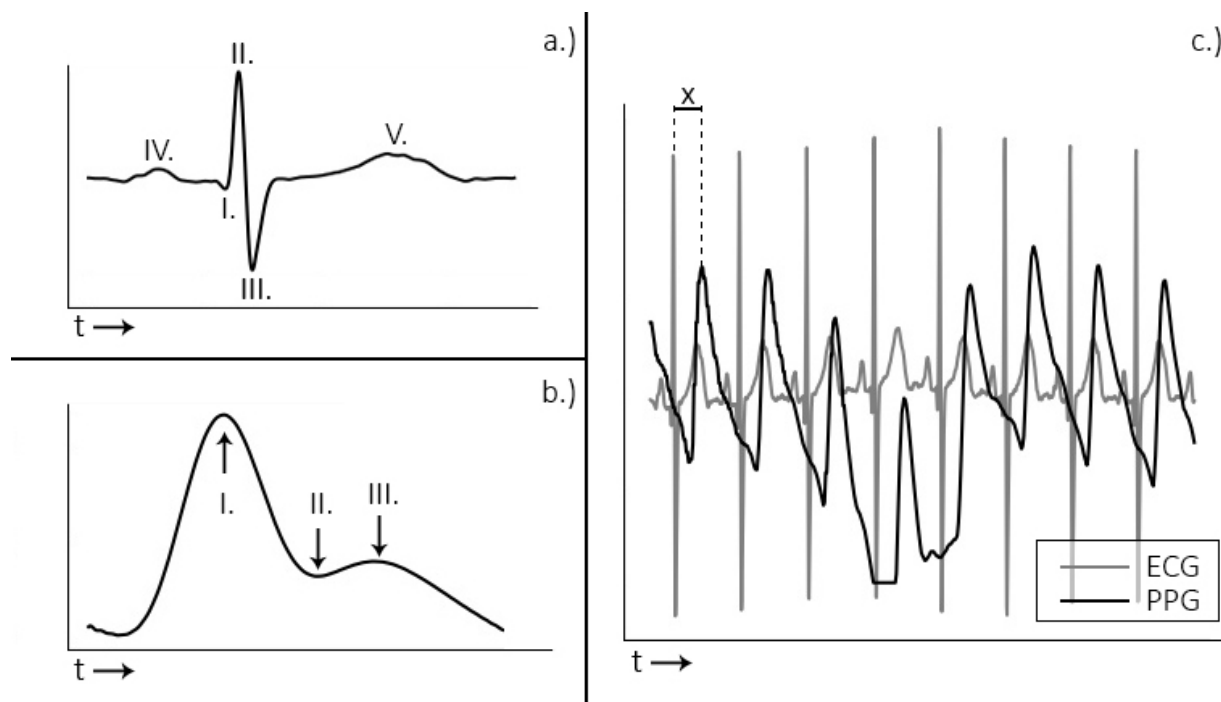 a.)
II.
IV.
V.
I.
III.
t
b.)
I.
II.
III.
t
c.)
x
ECG
PPG
t